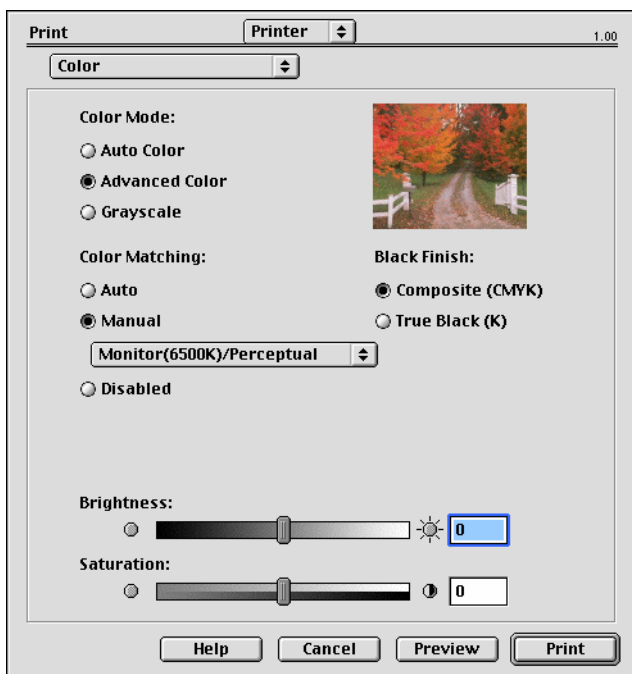 Print
Printer
1.00
Color
Color Mode:
Auto Color
Advanced Color
Grayscale
Color Matching:
Auto
Manual
Monitor(6500K)/Perceptual
Disabled
Black Finish:
Composite (CMYK)
True Black (K)
Brightness:
0
Saturation:
0
Help
Cancel
Preview
Print